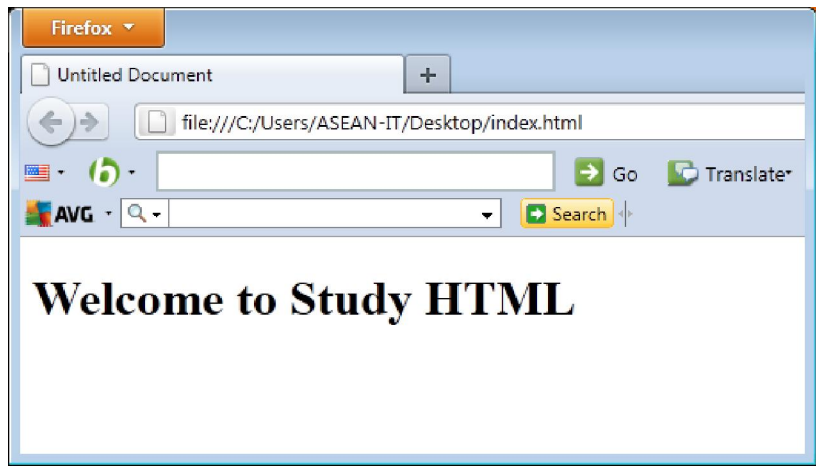 Firefox
Untitled Document
file:///C:/Users/ASEAN-IT/Desktop/index.html
Go Translate
AVG Search
Welcome to Study HTML